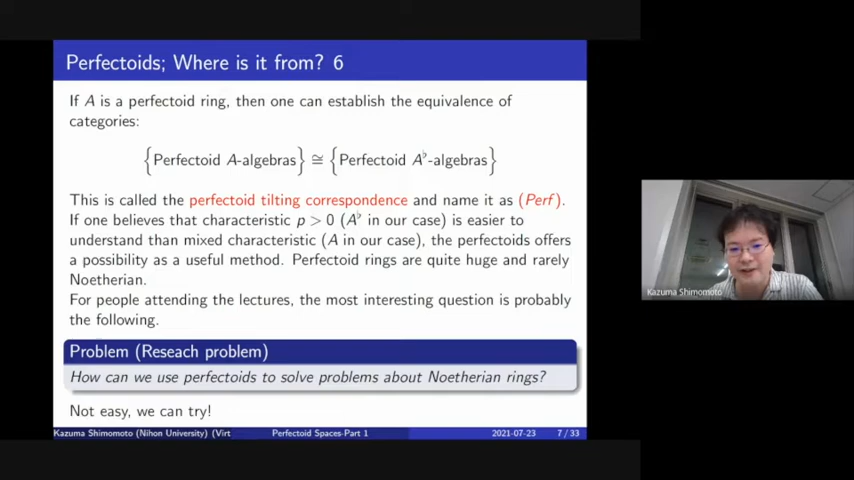 Perfectoids; Where is it from? 6
If A is a perfectoid ring, then one can establish the equivalence of
categories:
{Perfectoid A-algebras} ≅ {Perfectoid A♭-algebras}
This is called the perfectoid tilting correspondence and name it as (Perf).
If one believes that characteristic p > 0 (A♭ in our case) is easier to
understand than mixed characteristic (A in our case), the perfectoids offers
a possibility as a useful method. Perfectoid rings are quite huge and rarely
Noetherian.
For people attending the lectures, the most interesting question is probably
the following.
Problem (Reseach problem)
How can we use perfectoids to solve problems about Noetherian rings?
Not easy, we can try!
Kazuma Shimomoto (Nihon University) (Virt Perfectoid Spaces-Part 1 2021-07-23 7 / 33
Kazuma Shimomoto